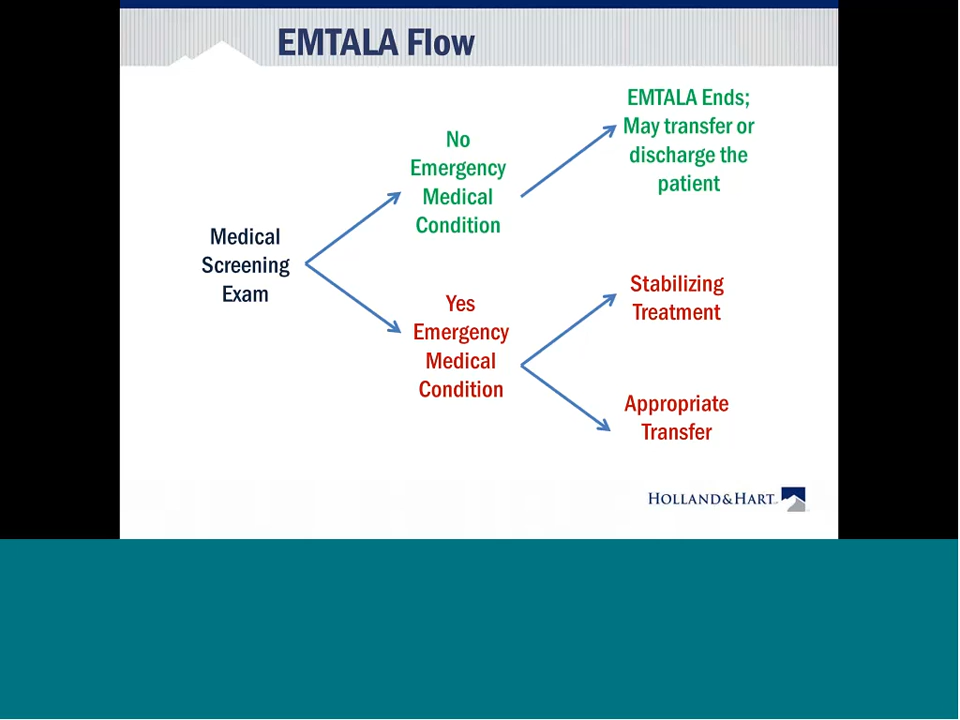 EMTALA Flow
Medical
Screening
Exam
No
Emergency
Medical
Condition
EMTALA Ends;
May transfer or
discharge the
patient
Yes
Emergency
Medical
Condition
Stabilizing
Treatment
Appropriate
Transfer
HOLLAND&HART